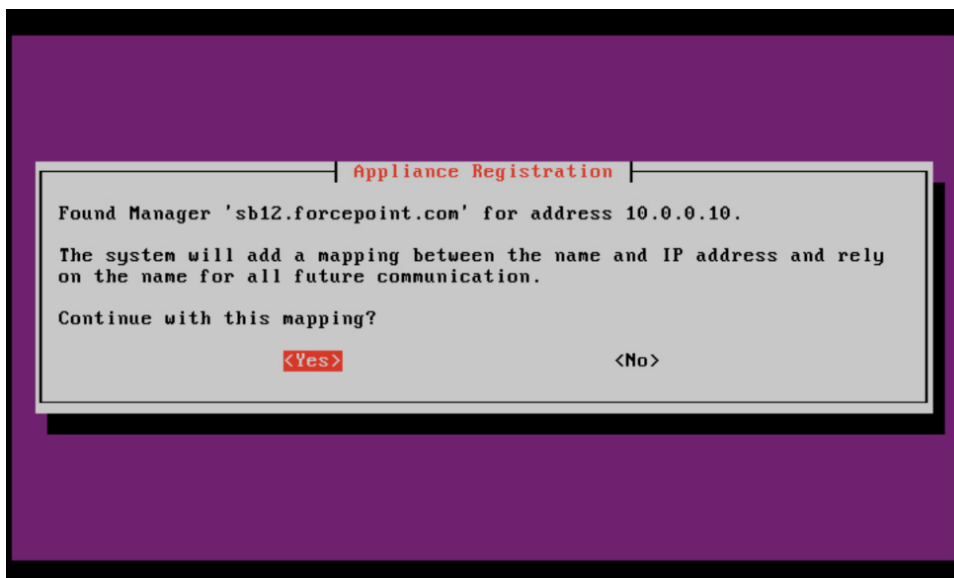 Appliance Registration
Found Manager 'sb12.forcepoint.com' for address 10.0.0.10.
The system will add a mapping between the name and IP address and rely
on the name for all future communication.
Continue with this mapping?
<Yes> <No>